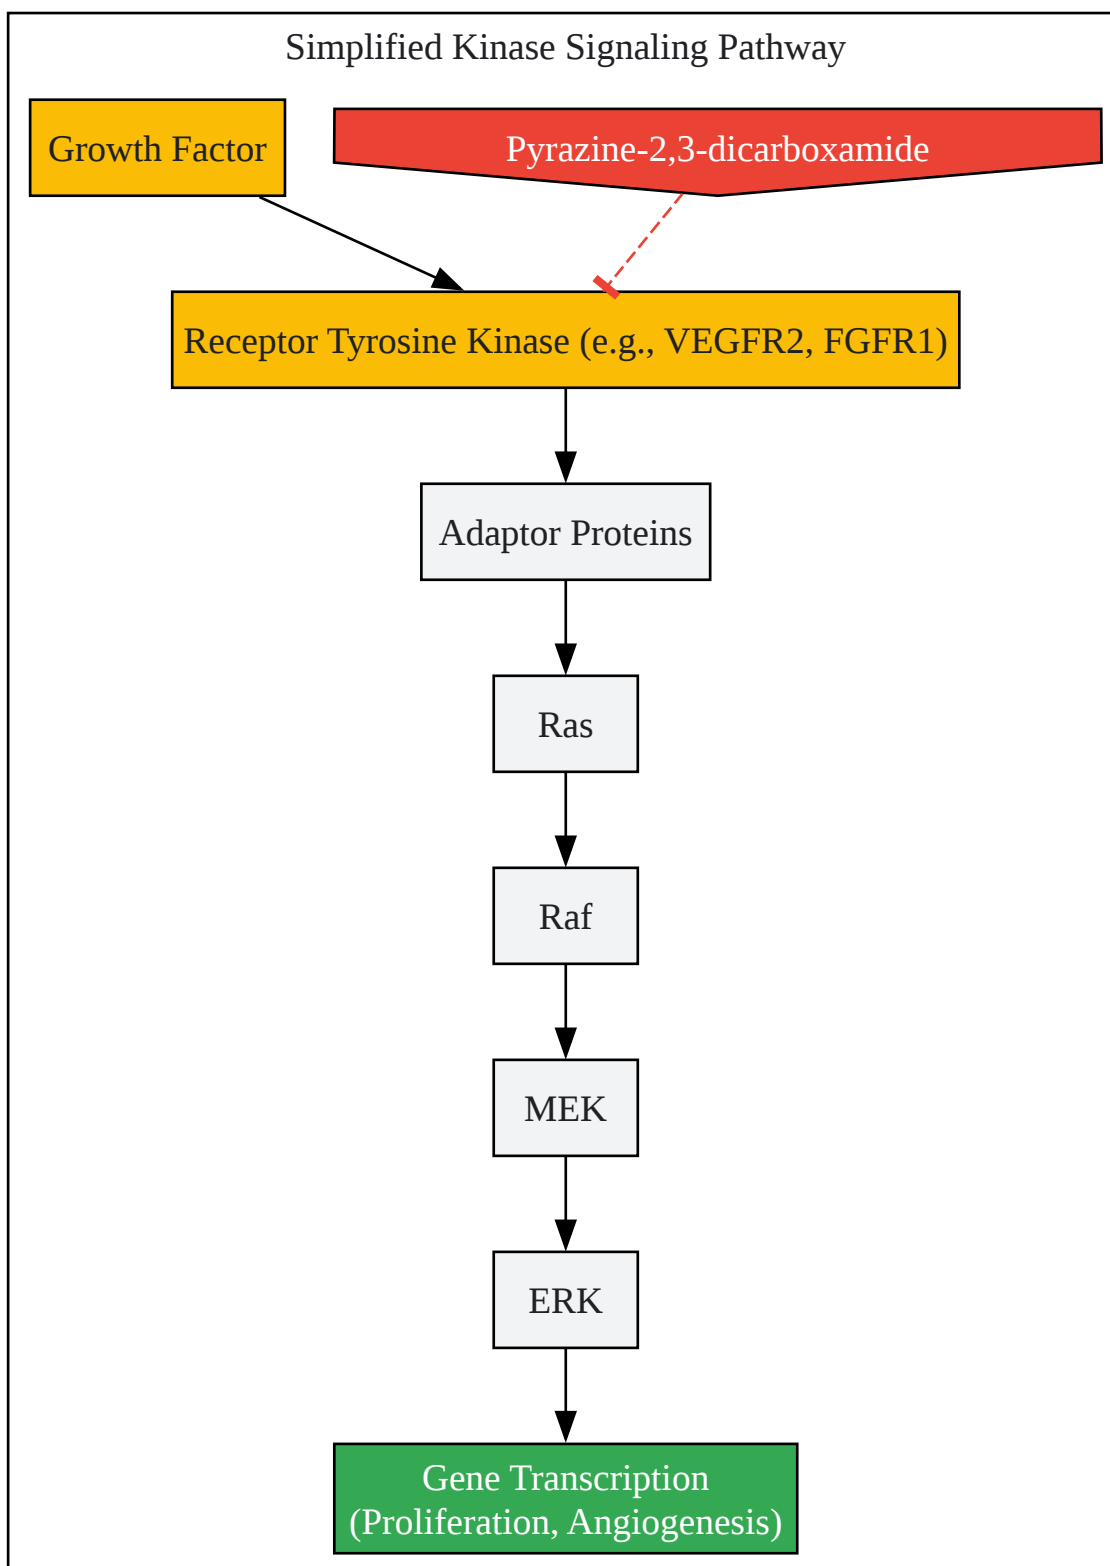 Simplified Kinase Signaling Pathway
Growth Factor
Pyrazine-2,3-dicarboxamide
Receptor Tyrosine Kinase (e.g., VEGFR2, FGFR1)
Adaptor Proteins
Ras
Raf
MEK
ERK
Gene Transcription
(Proliferation, Angiogenesis)